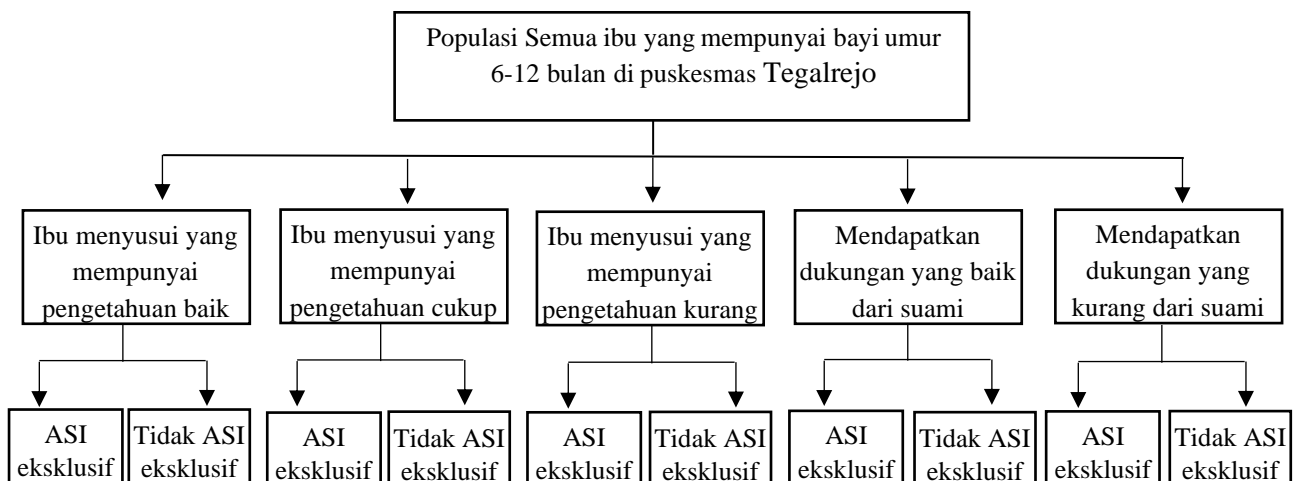 Populasi Semua ibu yang mempunyai bayi umur
6-12 bulan di puskesmas Tegalrejo
Ibu menyusui yang
mempunyai
pengetahuan baik
Ibu menyusui yang
mempunyai
pengetahuan cukup
Ibu menyusui yang
mempunyai
pengetahuan kurang
Mendapatkan
dukungan yang baik
dari suami
Mendapatkan
dukungan yang
kurang dari suami
ASI
eksklusif
Tidak ASI
eksklusif
ASI
eksklusif
Tidak ASI
eksklusif
ASI
eksklusif
Tidak ASI
eksklusif
ASI
eksklusif
Tidak ASI
eksklusif
ASI
eksklusif
Tidak ASI
eksklusif